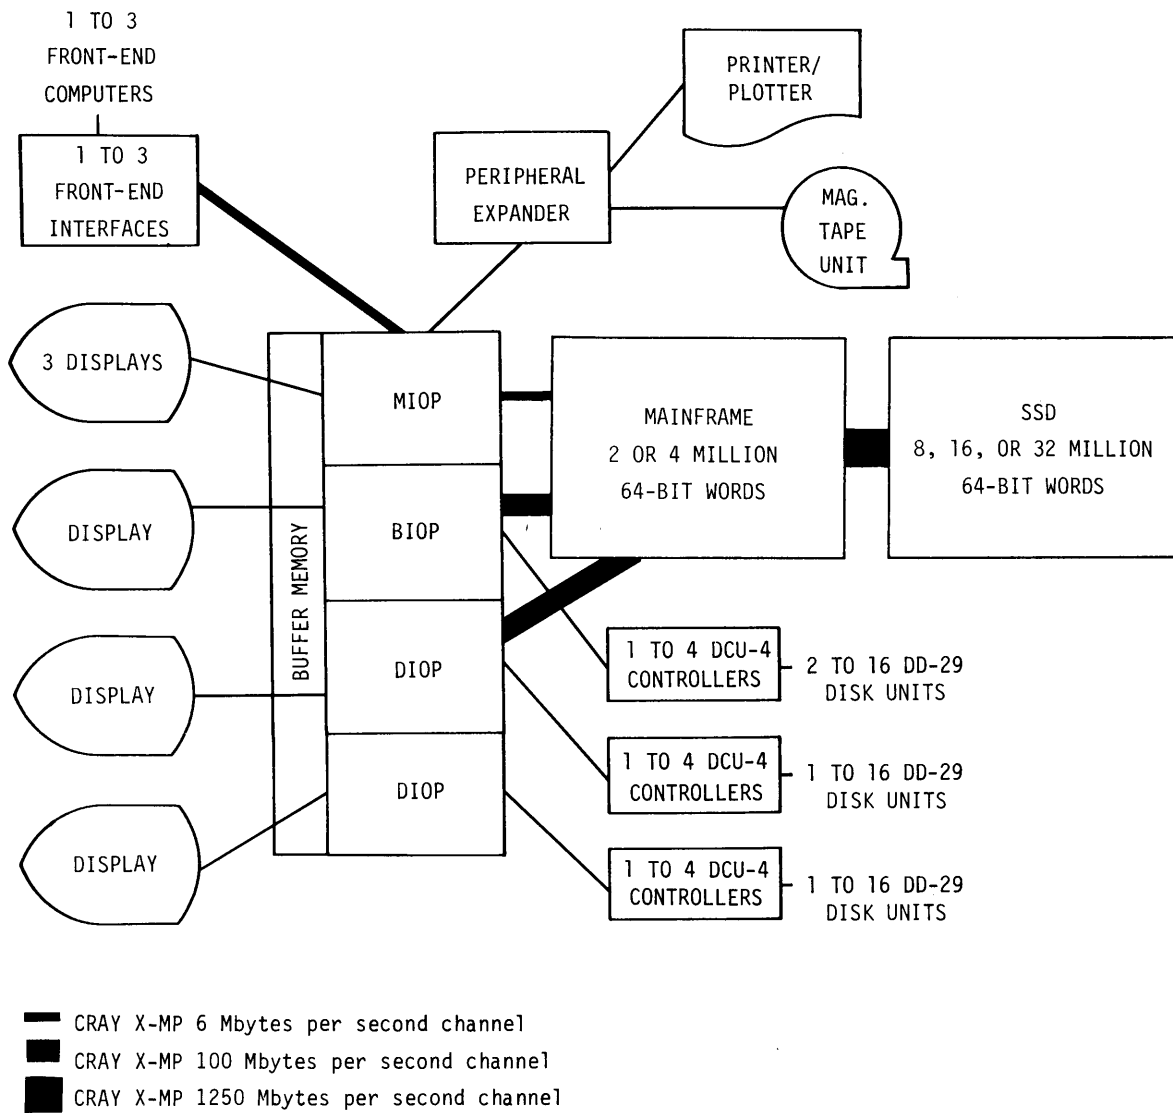 1 TO 3
FRONT-END
COMPUTERS
1 TO 3
FRONT-END
INTERFACES
PERIPHERAL
EXPANDER
PRINTER/
PLOTTER
MAG.
TAPE
UNIT
3 DISPLAYS
DISPLAY
DISPLAY
DISPLAY
BUFFER MEMORY
MIOP
BIOP
DIOP
DIOP
MAINFRAME
2 OR 4 MILLION
64-BIT WORDS
SSD
8, 16, OR 32 MILLION
64-BIT WORDS
1 TO 4 DCU-4
CONTROLLERS
2 TO 16 DD-29
DISK UNITS
1 TO 4 DCU-4
CONTROLLERS
1 TO 16 DD-29
DISK UNITS
1 TO 4 DCU-4
CONTROLLERS
1 TO 16 DD-29
DISK UNITS
CRAY X-MP 6 Mbytes per second channel
CRAY X-MP 100 Mbytes per second channel
CRAY X-MP 1250 Mbytes per second channel